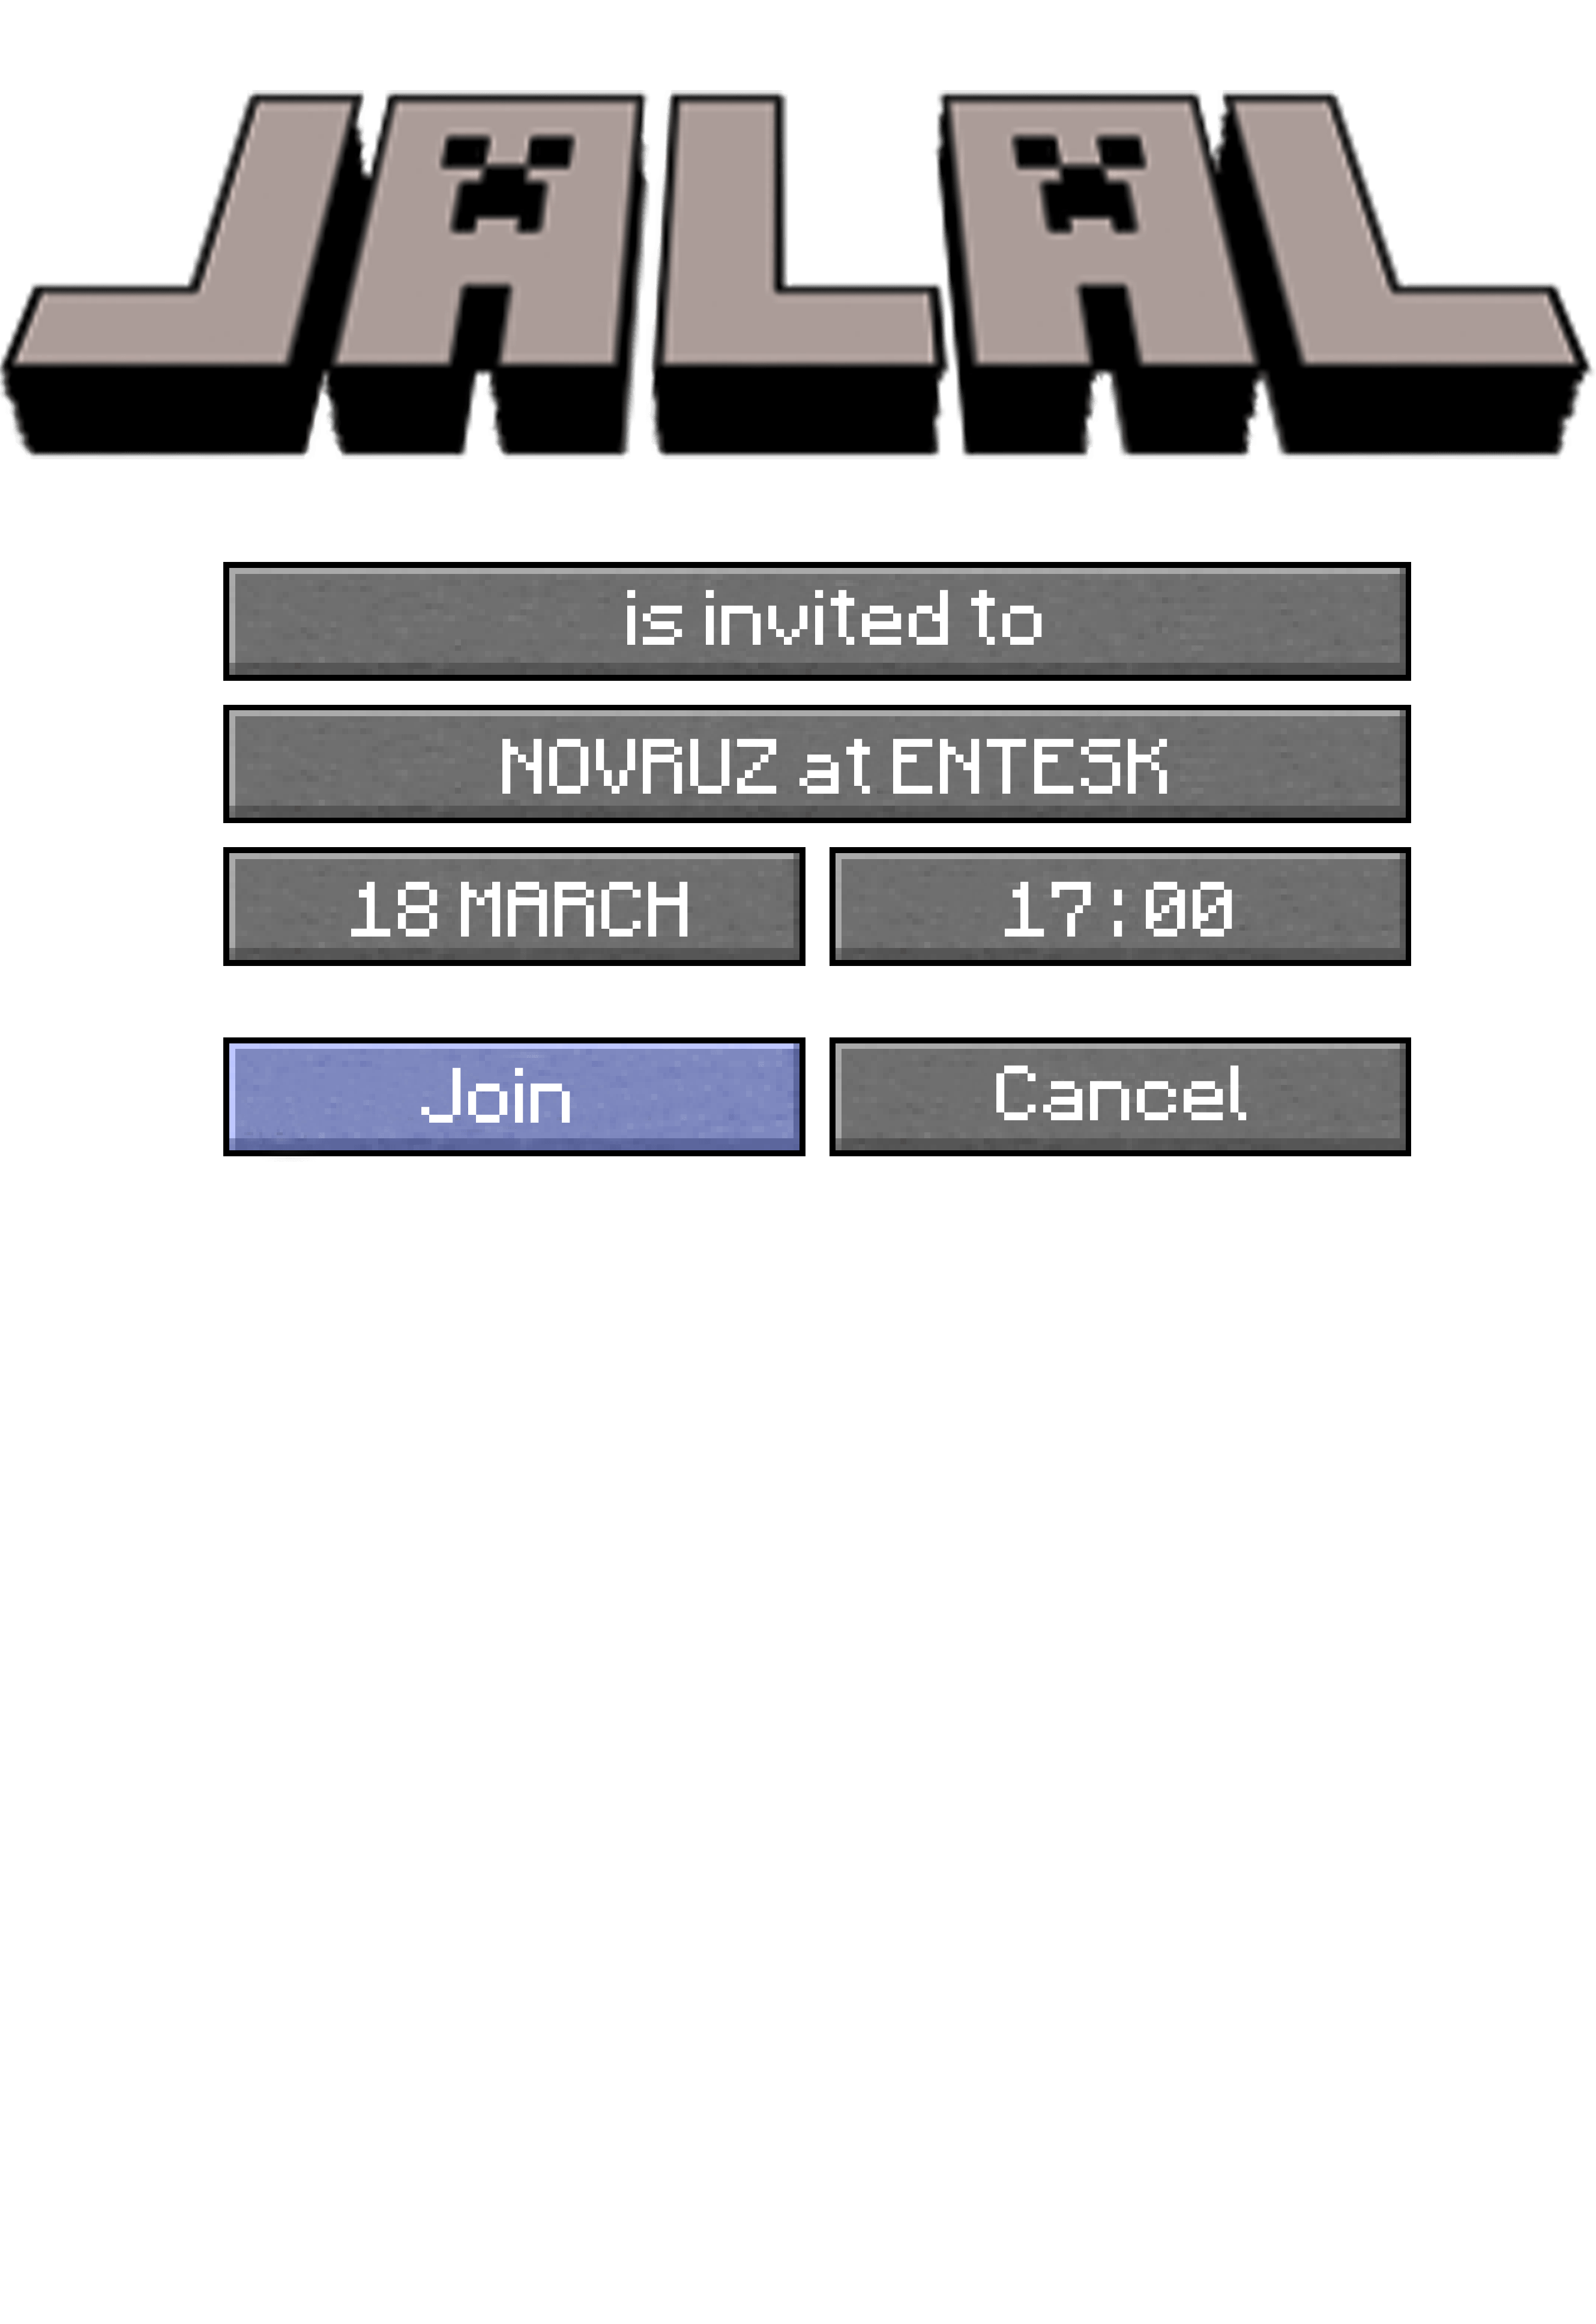 JALAL
is invited to
NOVRUZ at ENTESK
18 MARCH
17:00
Join
Cancel